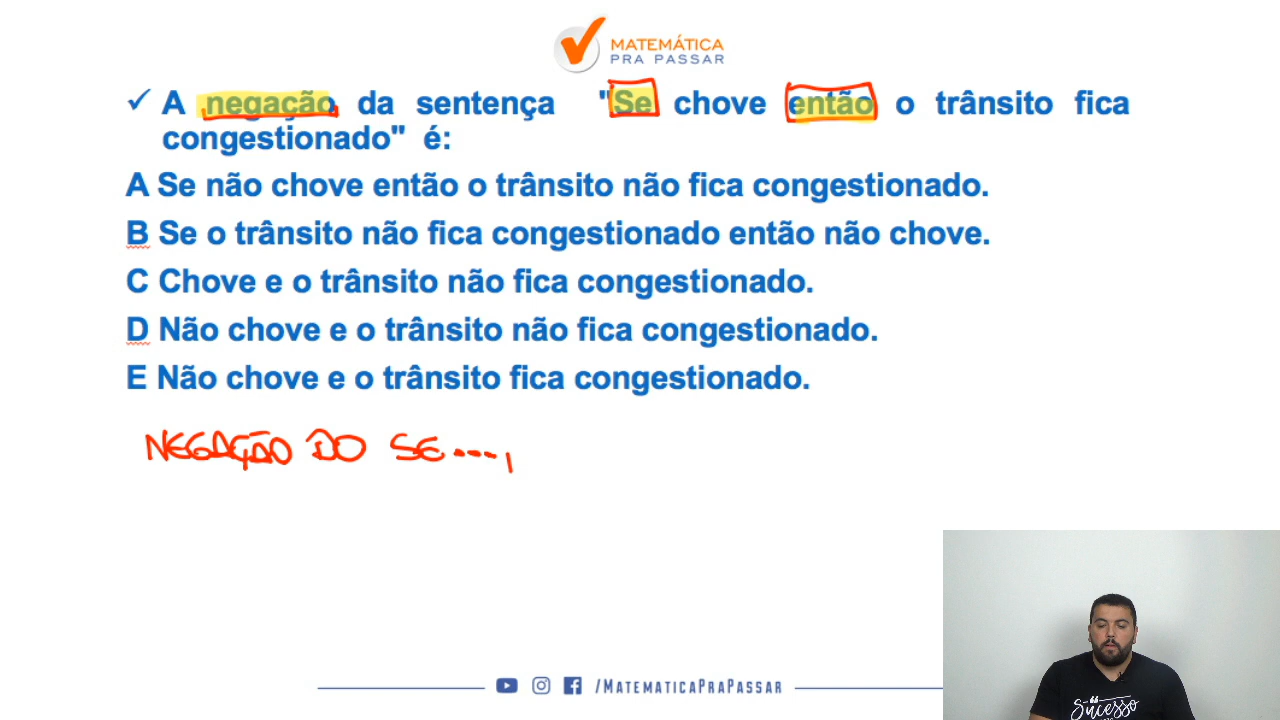 MATEMÁTICA
PRA PASSAR
✓ A negação da sentença "Se chove então o trânsito fica
congestionado" é:
A Se não chove então o trânsito não fica congestionado.
B Se o trânsito não fica congestionado então não chove.
C Chove e o trânsito não fica congestionado.
D Não chove e o trânsito não fica congestionado.
E Não chove e o trânsito fica congestionado.
NEGAÇÃO DO SE....,
/MATEMATICAPRAPASSAR
Sucesso